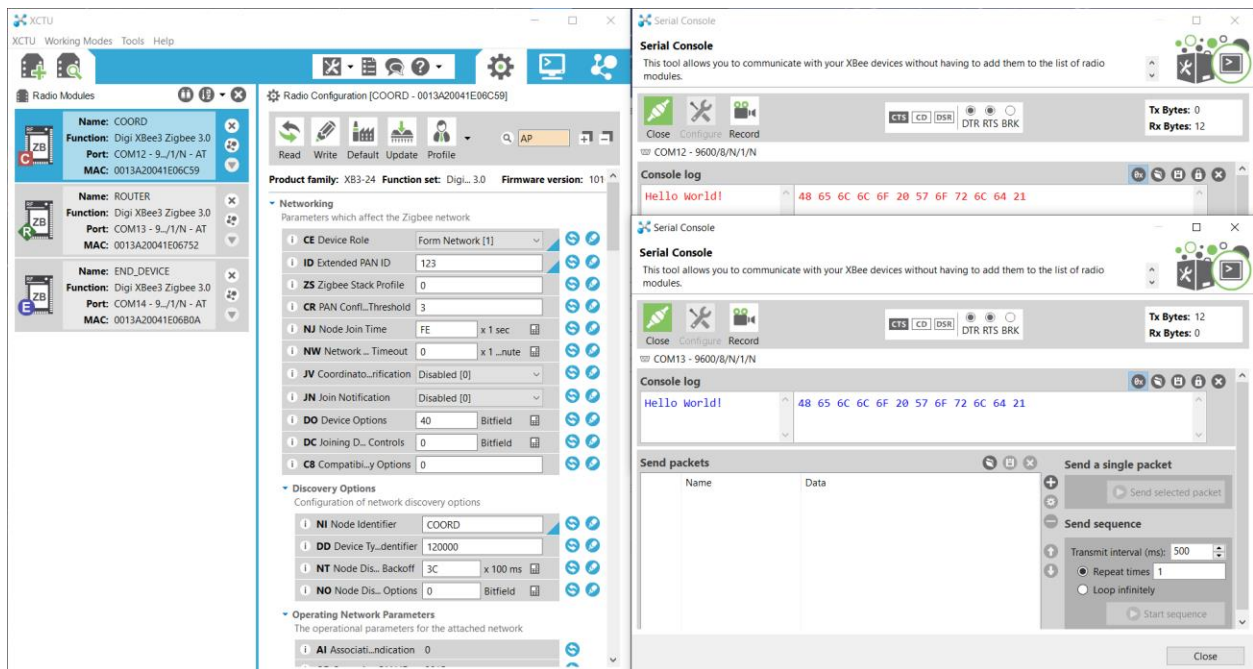 XCTU
XCTU Working Modes Tools Help
Radio Modules
Name: COORD
Function: Digi XBee3 Zigbee 3.0
Port: COM12 - 9.../1/N - AT
MAC: 0013A20041E06C59
Name: ROUTER
Function: Digi XBee3 Zigbee 3.0
Port: COM13 - 9.../1/N - AT
MAC: 0013A20041E06752
Name: END_DEVICE
Function: Digi XBee3 Zigbee 3.0
Port: COM14 - 9.../1/N - AT
MAC: 0013A20041E06B0A
ZB
C
ZB
R
ZB
E
Radio Configuration [COORD - 0013A20041E06C59]
Read Write Default Update Profile
AP
Product family: XB3-24 Function set: Digi... 3.0 Firmware version: 101
Networking
Parameters which affect the Zigbee network
CE Device Role Form Network [1]
ID Extended PAN ID 123
ZS Zigbee Stack Profile 0
CR PAN Confl...Threshold 3
NJ Node Join Time FE x 1 sec
NW Network ... Timeout 0 x 1 ...nute
JV Coordinato...rification Disabled [0]
JN Join Notification Disabled [0]
DO Device Options 40 Bitfield
DC Joining D... Controls 0 Bitfield
C8 Compatibi...y Options 0
Discovery Options
Configuration of network discovery options
NI Node Identifier COORD
DD Device Ty...dentifier 120000
NT Node Dis... Backoff 3C x 100 ms
NO Node Dis... Options 0 Bitfield
Operating Network Parameters
The operational parameters for the attached network
AI Associati...ndication 0
Serial Console
Serial Console
This tool allows you to communicate with your XBee devices without having to add them to the list of radio
modules.
Close Configure Record
CTS CD DSR DTR RTS BRK
Tx Bytes: 0
Rx Bytes: 12
COM12 - 9600/8/N/1/N
Console log
Hello World! 48 65 6C 6C 6F 20 57 6F 72 6C 64 21
Serial Console
Serial Console
This tool allows you to communicate with your XBee devices without having to add them to the list of radio
modules.
Close Configure Record
CTS CD DSR DTR RTS BRK
Tx Bytes: 12
Rx Bytes: 0
COM13 - 9600/8/N/1/N
Console log
Hello World! 48 65 6C 6C 6F 20 57 6F 72 6C 64 21
Send packets
Name Data
Send a single packet
Send selected packet
Send sequence
Transmit interval (ms): 500
Repeat times 1
Loop infinitely
Start sequence
Close